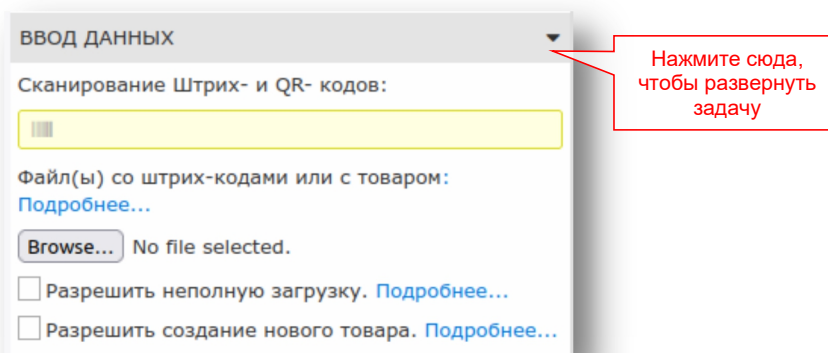 ВВОД ДАННЫХ
Нажмите сюда,
чтобы развернуть
задачу
Сканирование Штрих- и QR- кодов:
Файл(ы) со штрих-кодами или с товаром:
Подробнее...
Browse... No file selected.
Разрешить неполную загрузку. Подробнее...
Разрешить создание нового товара. Подробнее...